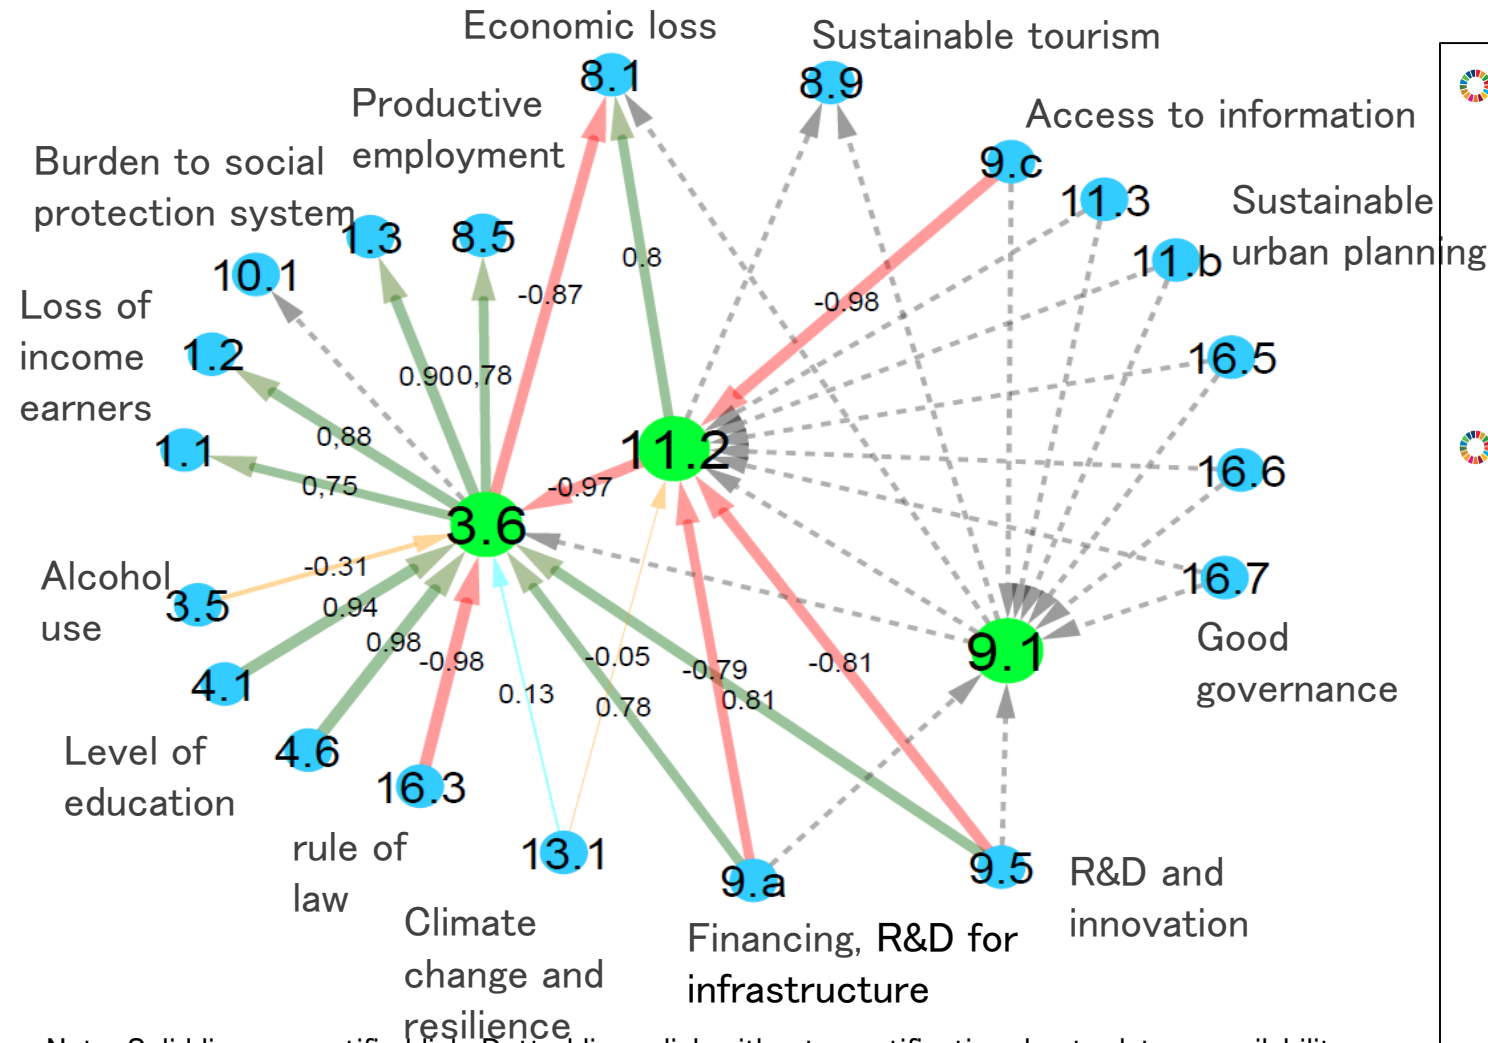 Economic loss
Sustainable tourism
8.1
8.9
Productive
employment
Access to information
Burden to social
protection system
9.c
11.3
Sustainable
urban planning
1.3
8.5
11.b
10.1
0.8
-0.87
-0.98
Loss of
income
earners
1.2
16.5
0.90
0,78
0,88
1.1
11.2
16.6
0,75
-0.97
3.6
Alcohol
use
-0.31
3.5
16.7
0.94
0.98
-0.98
-0.05
-0.79
-0.81
9.1
Good
governance
4.1
0.13
0.78
0.81
Level of
education
4.6
16.3
rule of
law
13.1
9.a
9.5
R&D and
innovation
Climate
change and
resilience
Financing, R&D for
infrastructure